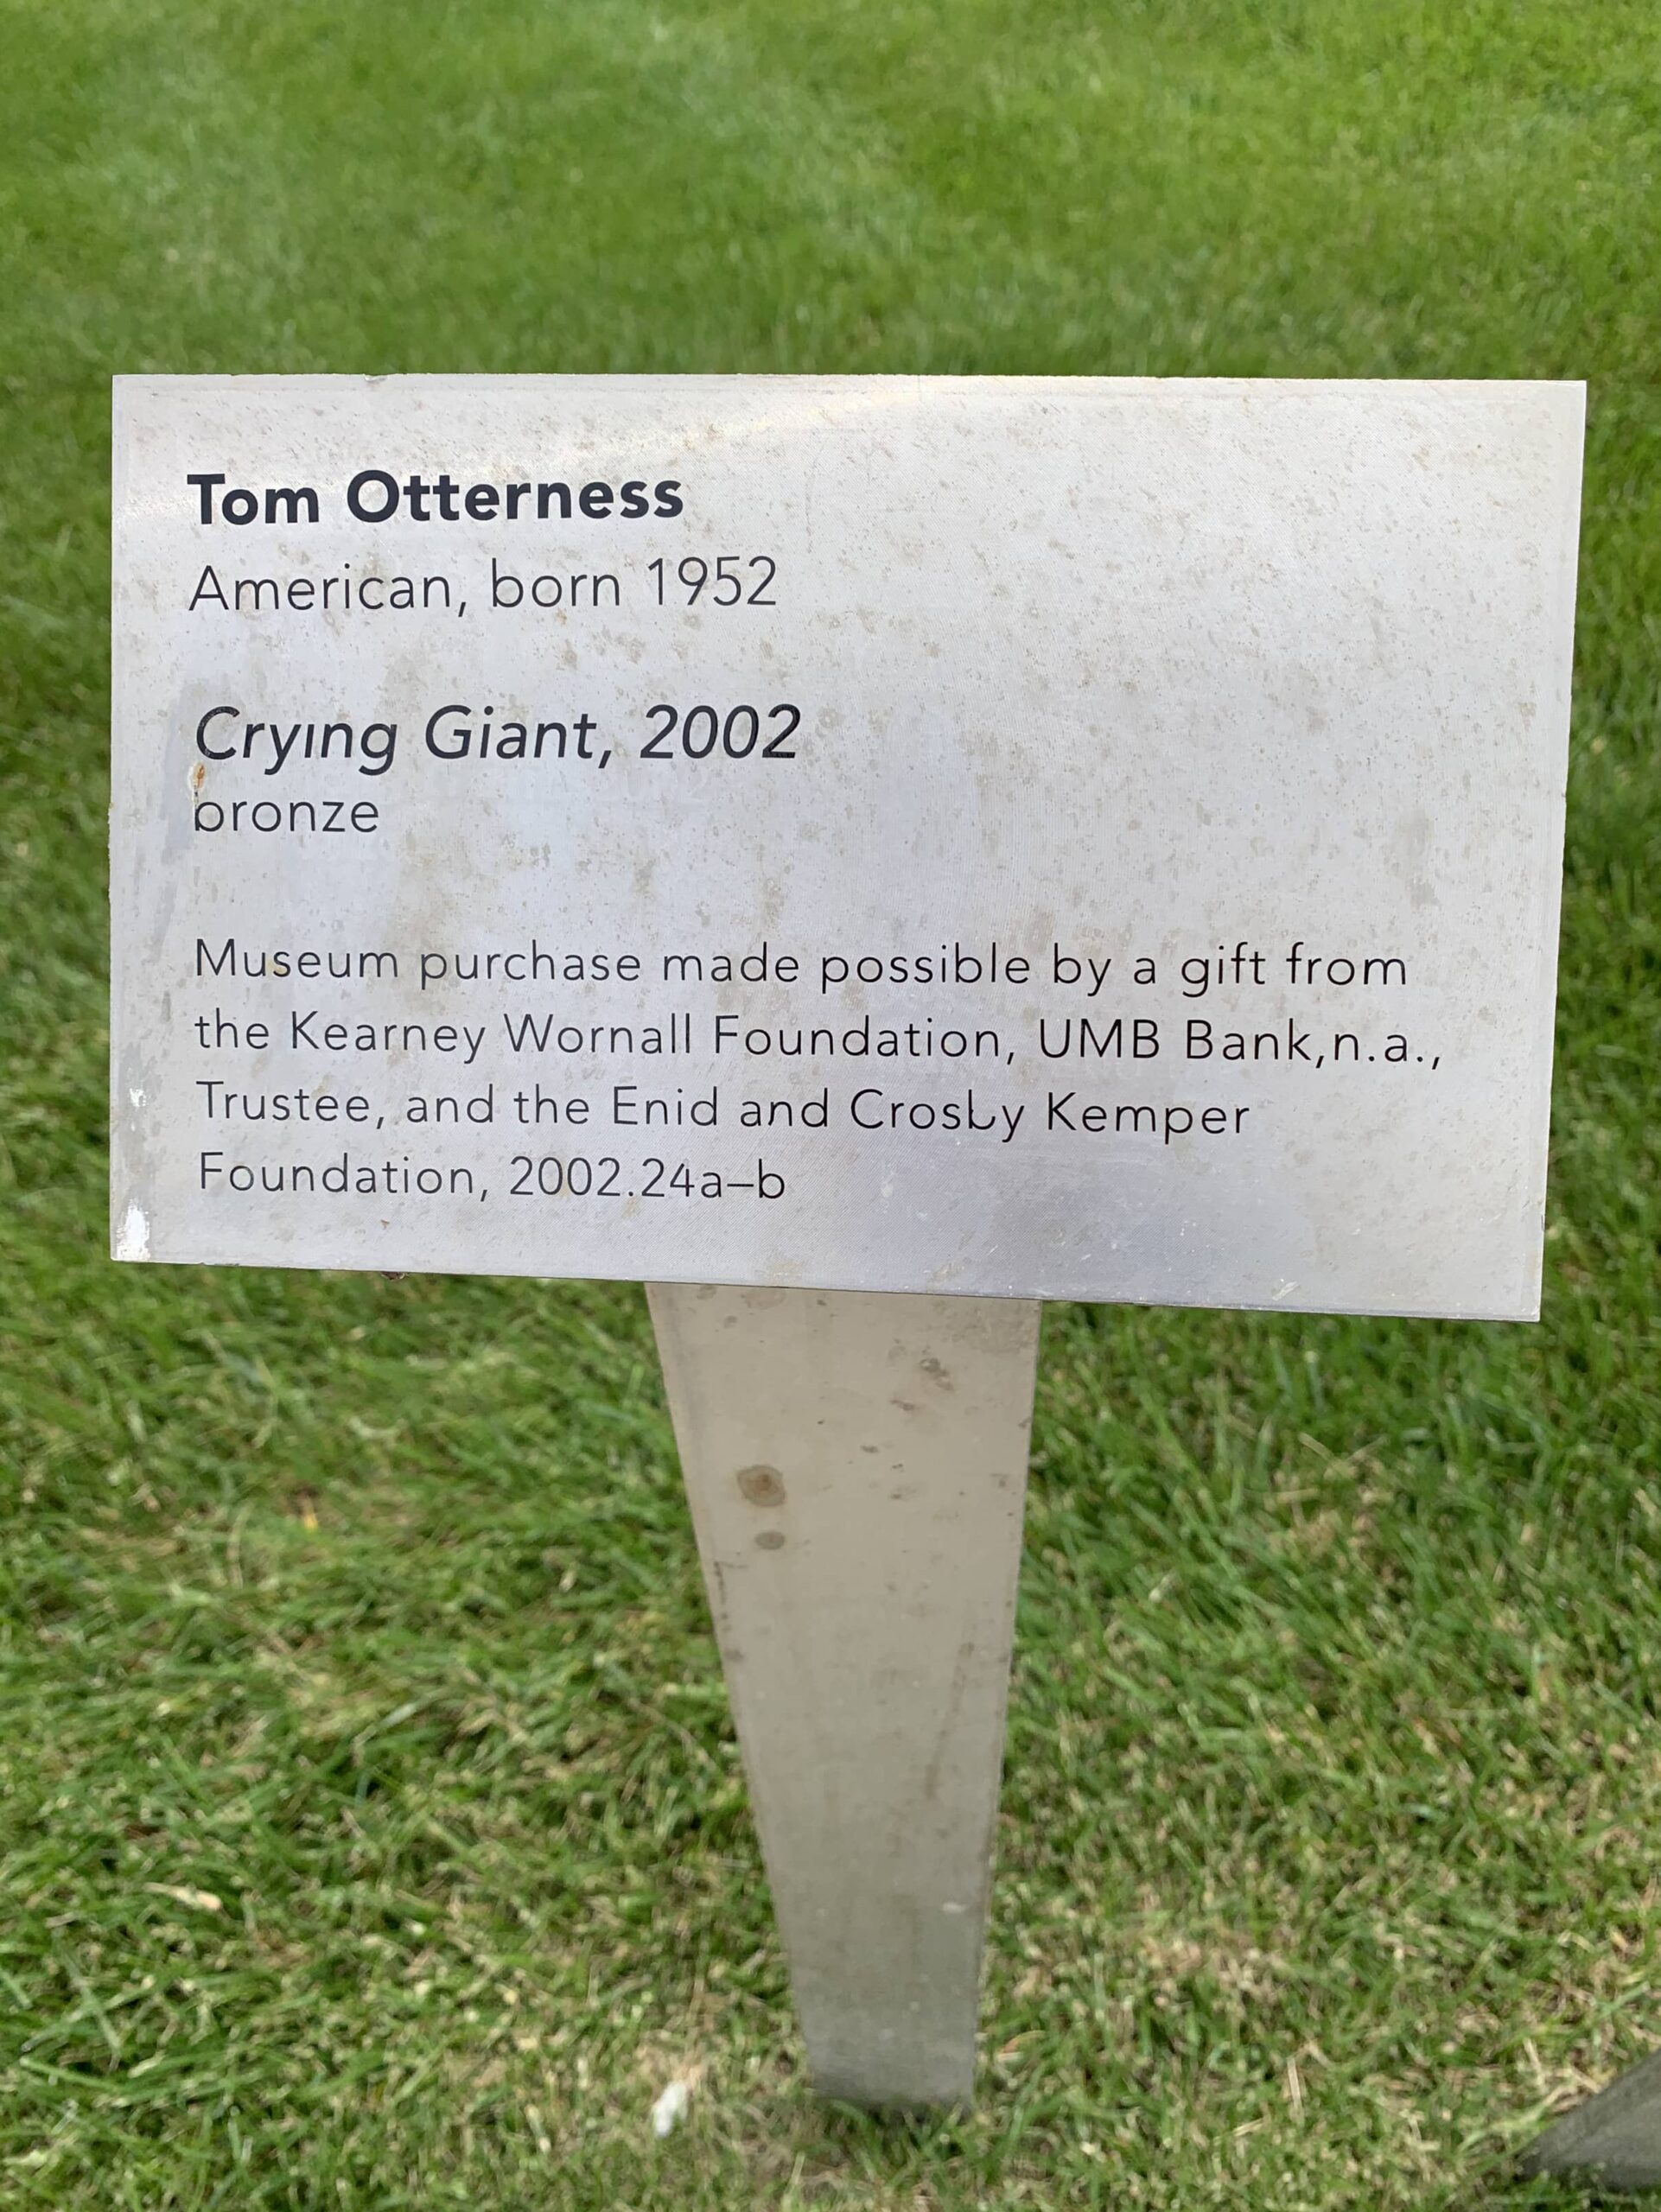 Tom Otterness
American, born 1952
Crying Giant, 2002
bronze
Museum purchase made possible by a gift from
the Kearney Wornall Foundation, UMB Bank,n.a.,
Trustee, and the Enid and Crosby Kemper
Foundation, 2002.24a–b